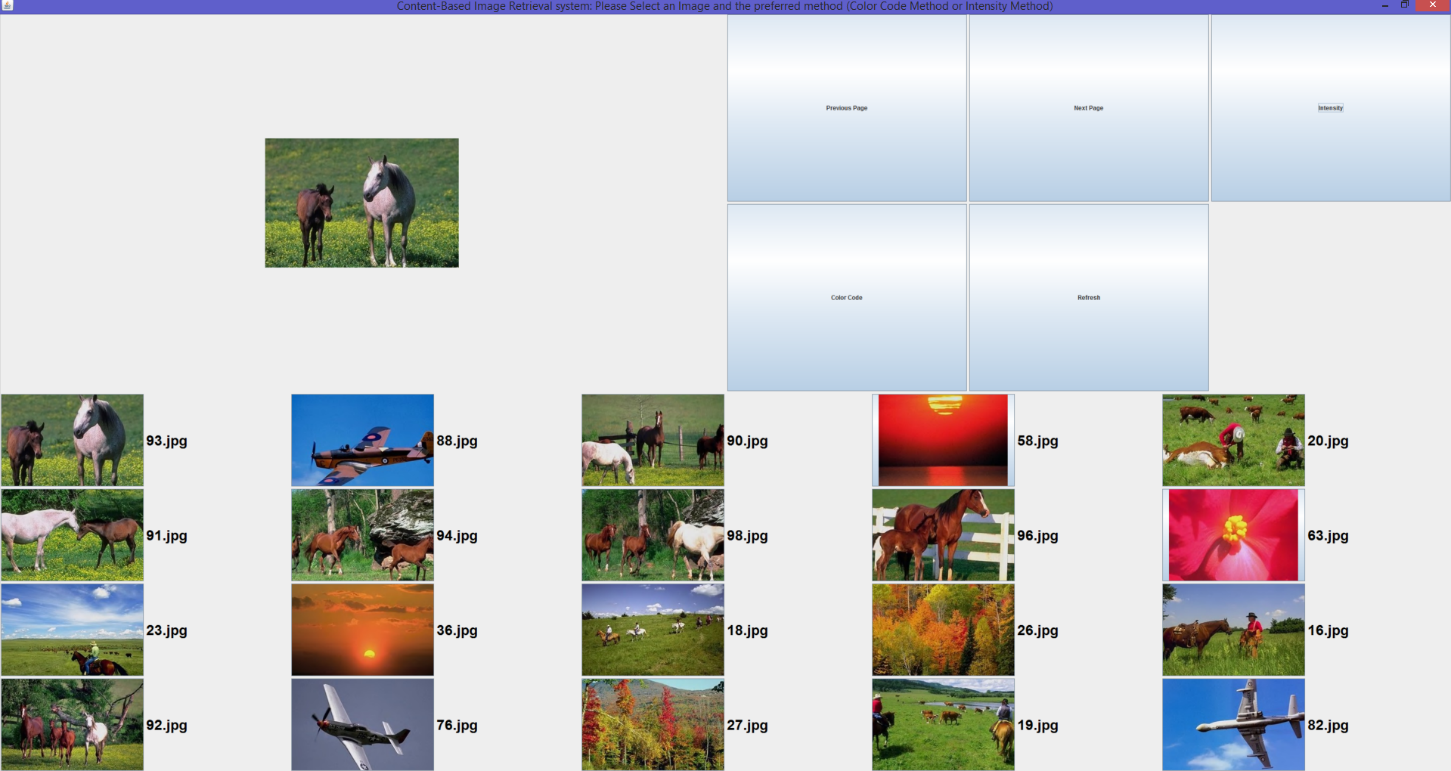 Content-Based Image Retrieval system: Please Select an Image and the preferred method (Color Code Method or Intensity Method)
Previous Page
Next Page
Intensity
Color Code
Refresh
93.jpg
88.jpg
90.jpg
58.jpg
20.jpg
91.jpg
94.jpg
98.jpg
96.jpg
63.jpg
23.jpg
36.jpg
18.jpg
26.jpg
16.jpg
92.jpg
76.jpg
27.jpg
19.jpg
82.jpg